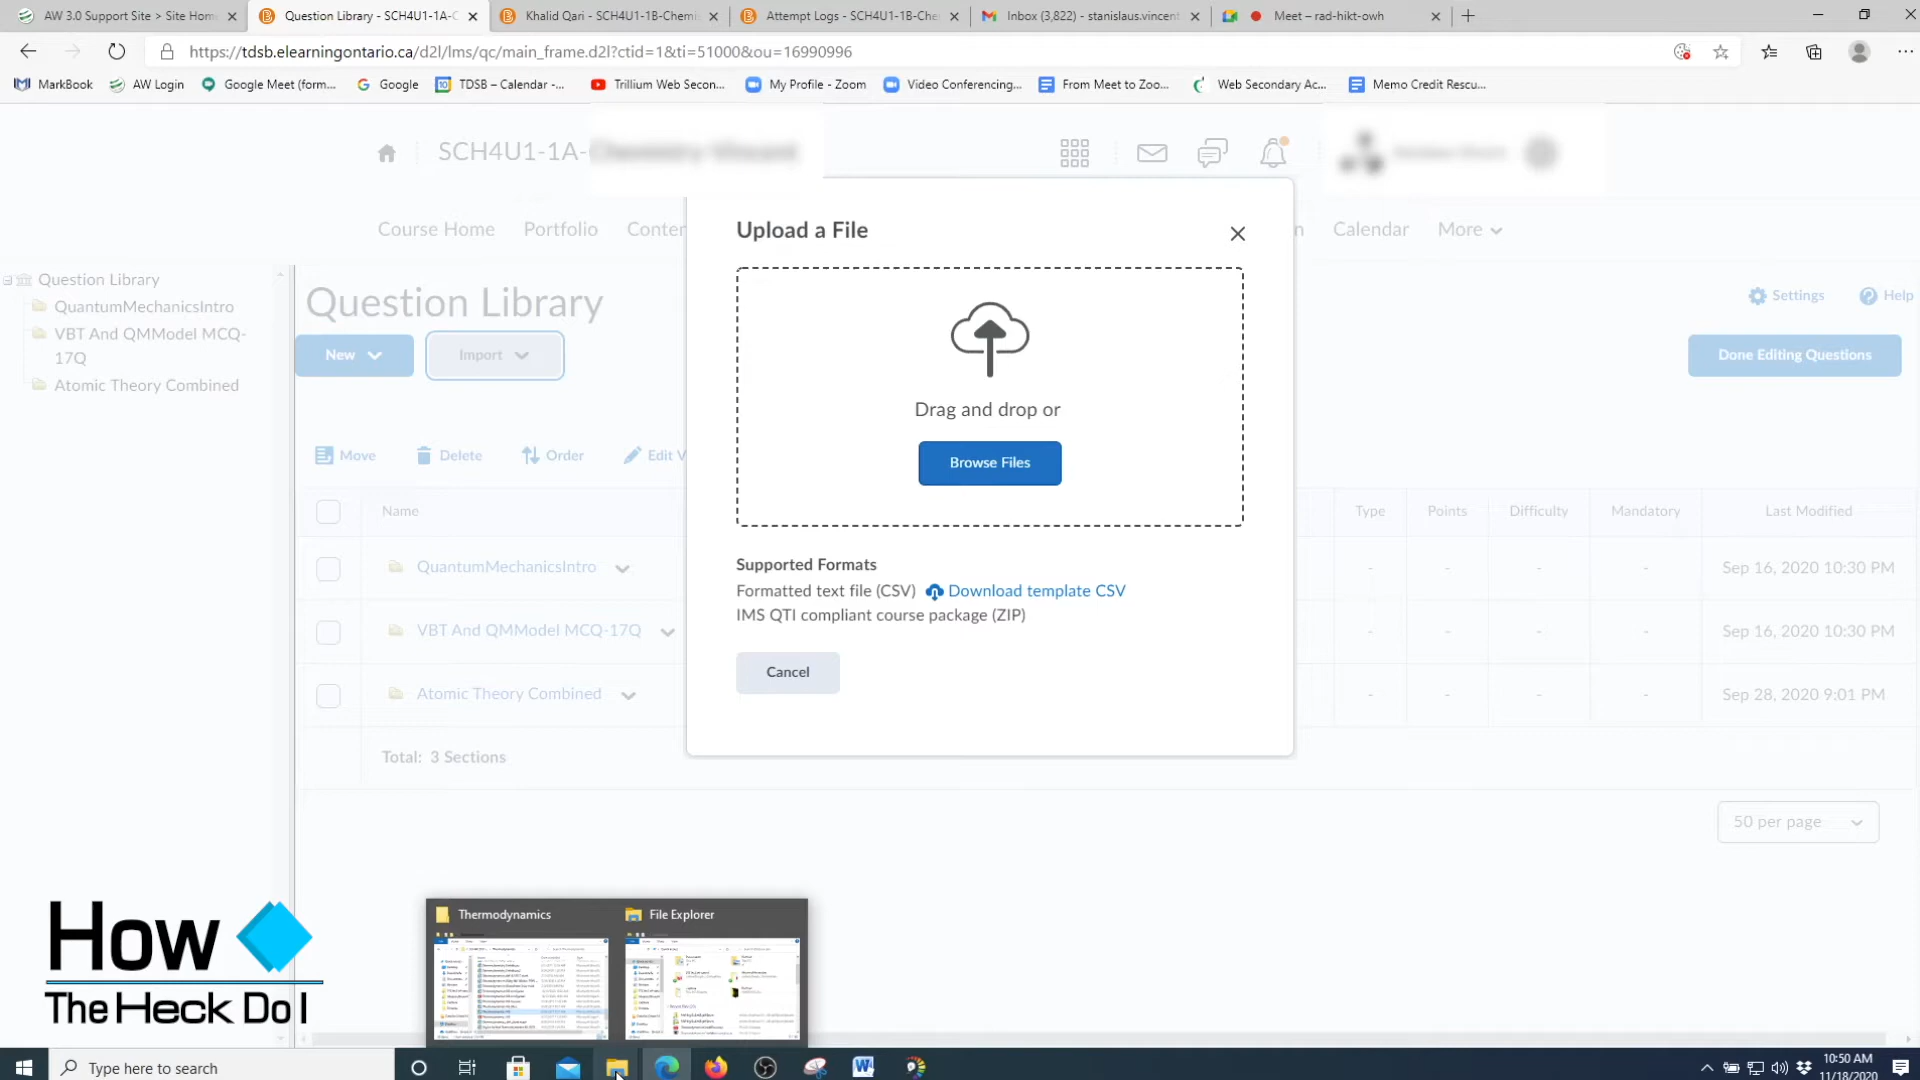 AW 3.0 Support Site > Site Home
Question Library - SCH4U1-1A-C
Khalid Qari - SCH4U1-1B-Chemis
Attempt Logs - SCH4U1-1B-Che
Inbox (3,822) - stanislaus.vincent
Meet – rad-hikt-owh
https://tdsb.elearningontario.ca/d2l/lms/qc/main_frame.d2l?ctid=1&ti=51000&ou=16990996
MarkBook
AW Login
Google Meet (form...
Google
TDSB – Calendar -...
Trillium Web Secon...
My Profile - Zoom
Video Conferencing...
From Meet to Zoo...
Web Secondary Ac...
Memo Credit Rescu...
SCH4U1-1A-
Course Home
Portfolio
Conten
n
Calendar
More
Question Library
QuantumMechanicsIntro
VBT And QMModel MCQ-
17Q
Atomic Theory Combined
Question Library
Settings
Help
New
Import
Done Editing Questions
Move
Delete
Order
Edit V
Name
Type
Points
Difficulty
Mandatory
Last Modified
QuantumMechanicsIntro
-
-
-
-
Sep 16, 2020 10:30 PM
VBT And QMModel MCQ-17Q
-
-
-
-
Sep 16, 2020 10:30 PM
Atomic Theory Combined
-
-
-
-
Sep 28, 2020 9:01 PM
Total: 3 Sections
50 per page
Upload a File
Drag and drop or
Browse Files
Supported Formats
Formatted text file (CSV) Download template CSV
IMS QTI compliant course package (ZIP)
Cancel
How
The Heck Do I
Thermodynamics
File Explorer
Type here to search
10:50 AM
11/18/2020